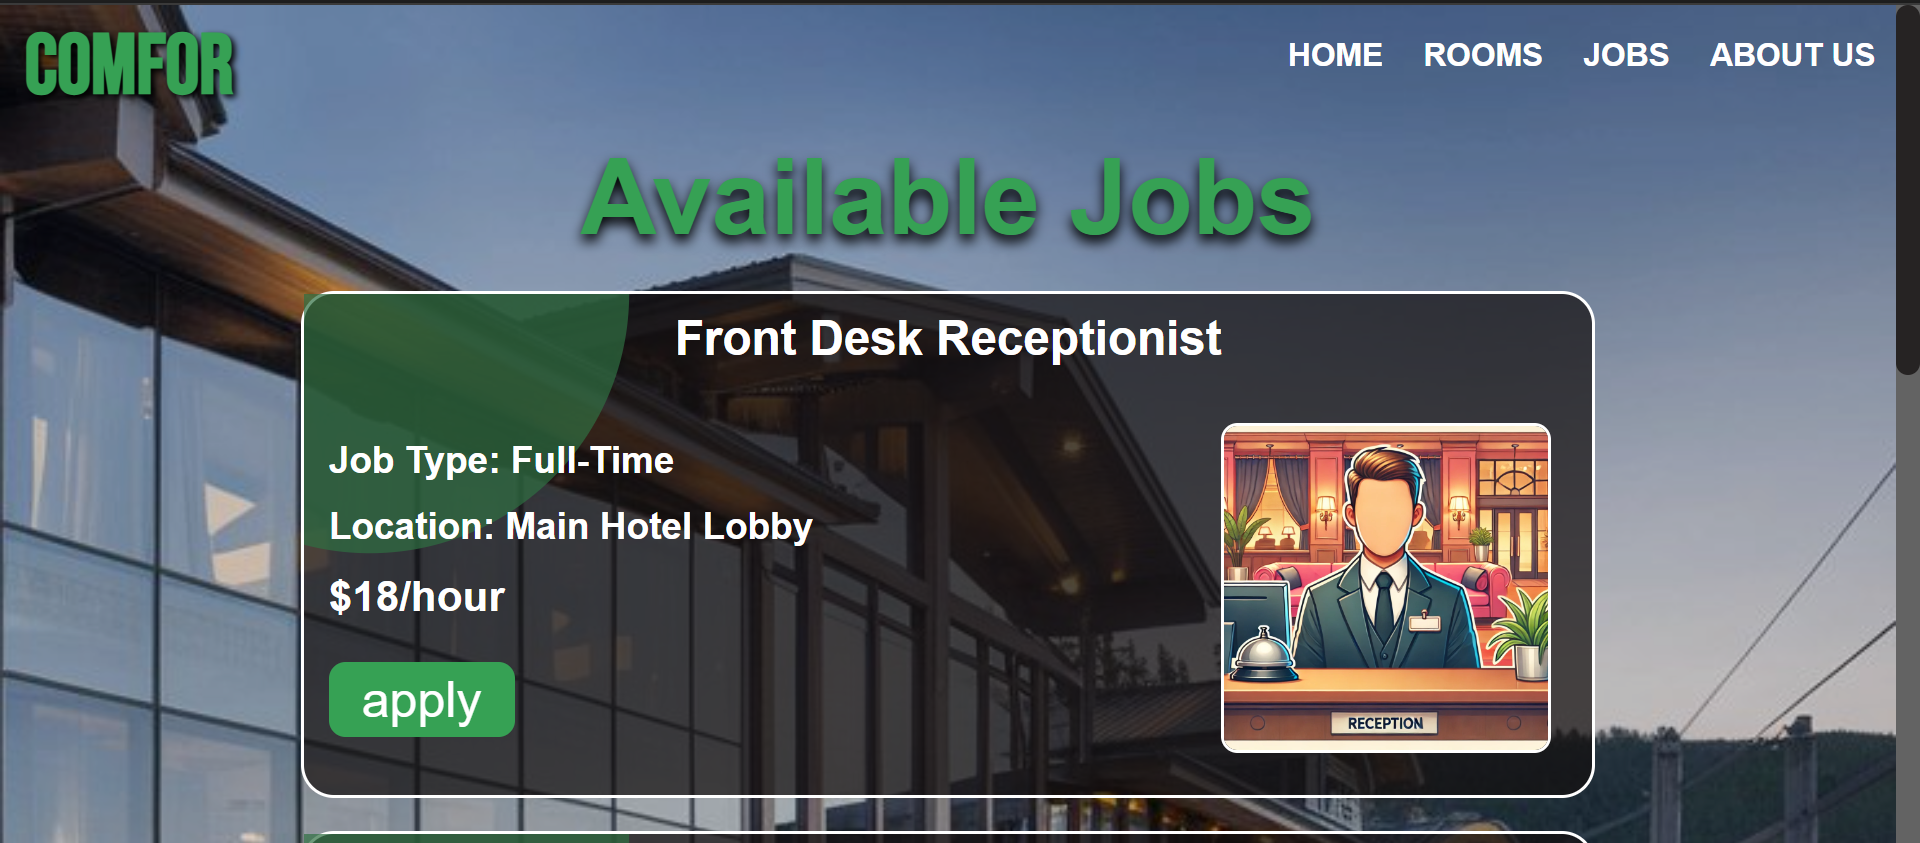 COMFOR
HOME ROOMS JOBS ABOUT US
Available Jobs
Front Desk Receptionist
Job Type: Full-Time
Location: Main Hotel Lobby
$18/hour
apply
RECEPTION